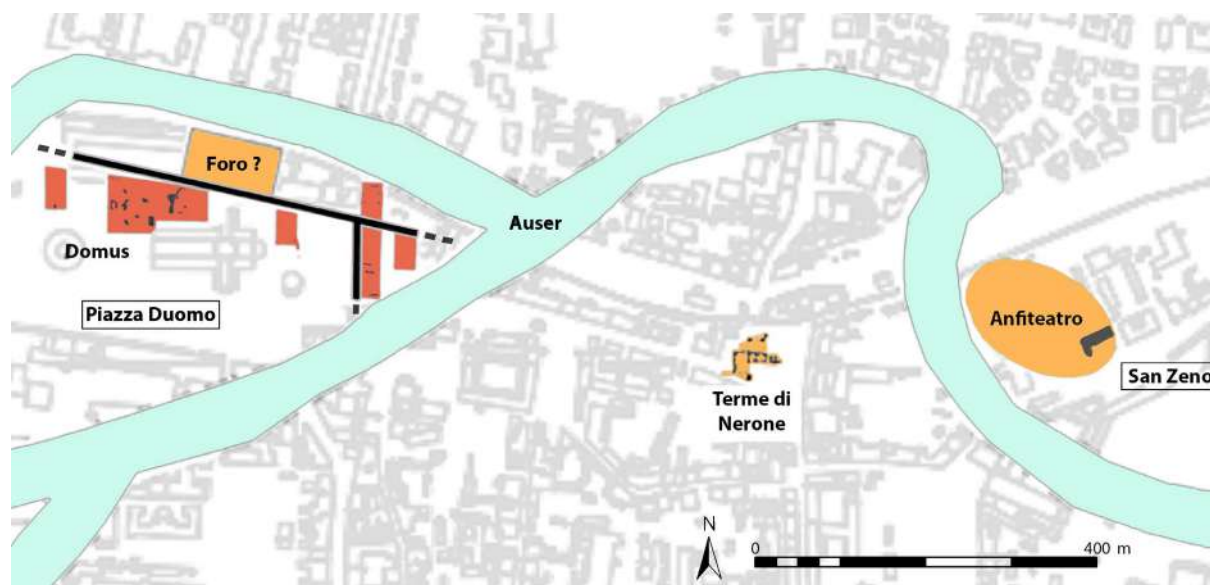 Foro ?
Auser
Domus
Piazza Duomo
Anfiteatro
San Zeno
Terme di
Nerone
N
0
400 m